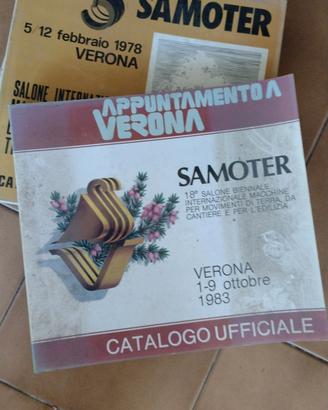 SAMOTER
5/12 febbraio 1978
VERONA
SALONE
APPUNTAMENTO A
VERONA
SAMOTER
18° SALONE BIENNALE
INTERNAZIONALE MACCHINE
PER MOVIMENTI DI TERRA, DA
CANTIERE E PER L'EDILIZIA
VERONA
1-9 ottobre
1983
CATALOGO UFFICIALE